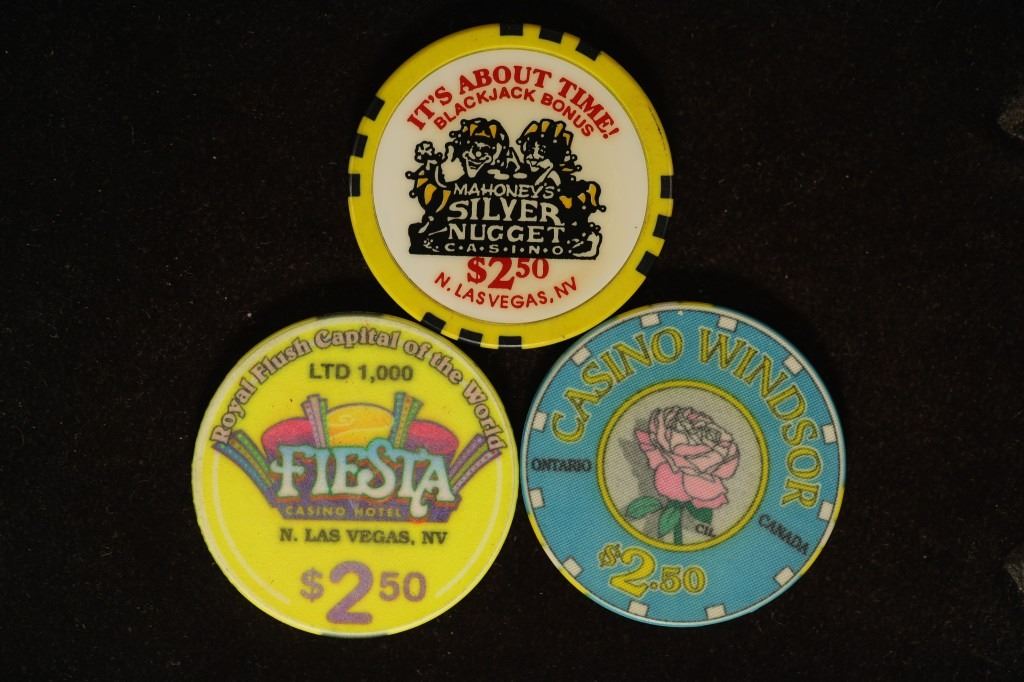 IT'S ABOUT TIME!
BLACKJACK BONUS
MAHONEY'S
SILVER
NUGGET
C·A·S·I·N·O
$2.50
N. LAS VEGAS, NV
Royal Flush Capital of the World
LTD 1,000
FIESTA
CASINO HOTEL
N. LAS VEGAS, NV
$2.50
CASINO WINDSOR
ONTARIO
CANADA
CIL
$2.50